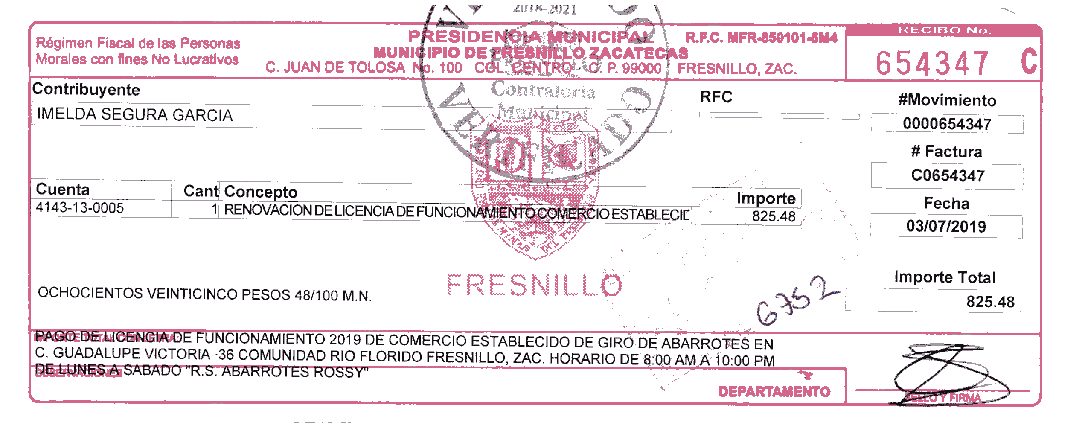 2018-2021
PRESIDENCIA MUNICIPAL
MUNICIPIO DE FRESNILLO ZACATECAS
C. JUAN DE TOLOSA No. 100 COL. CENTRO C. P. 99000 FRESNILLO, ZAC.
Régimen Fiscal de las Personas
Morales con fines No Lucrativos
R.F.C. MFR-850101-5M4
RECIBO No.
654347 C
Contraloria
Municipal
VERIFICADO
Contribuyente
IMELDA SEGURA GARCIA
RFC
#Movimiento
0000654347
# Factura
C0654347
Fecha
03/07/2019
Cuenta Cant Concepto Importe
4143-13-0005 1 RENOVACION DE LICENCIA DE FUNCIONAMIENTO COMERCIO ESTABLECID 825.48
FRESNILLO
Importe Total
825.48
OCHOCIENTOS VEINTICINCO PESOS 48/100 M.N.
6752
PAGO DE LICENCIA DE FUNCIONAMIENTO 2019 DE COMERCIO ESTABLECIDO DE GIRO DE ABARROTES EN
C. GUADALUPE VICTORIA -36 COMUNIDAD RIO FLORIDO FRESNILLO, ZAC. HORARIO DE 8:00 AM A 10:00 PM
DE LUNES A SABADO "R.S. ABARROTES ROSSY"
DEPARTAMENTO
SELLO Y FIRMA